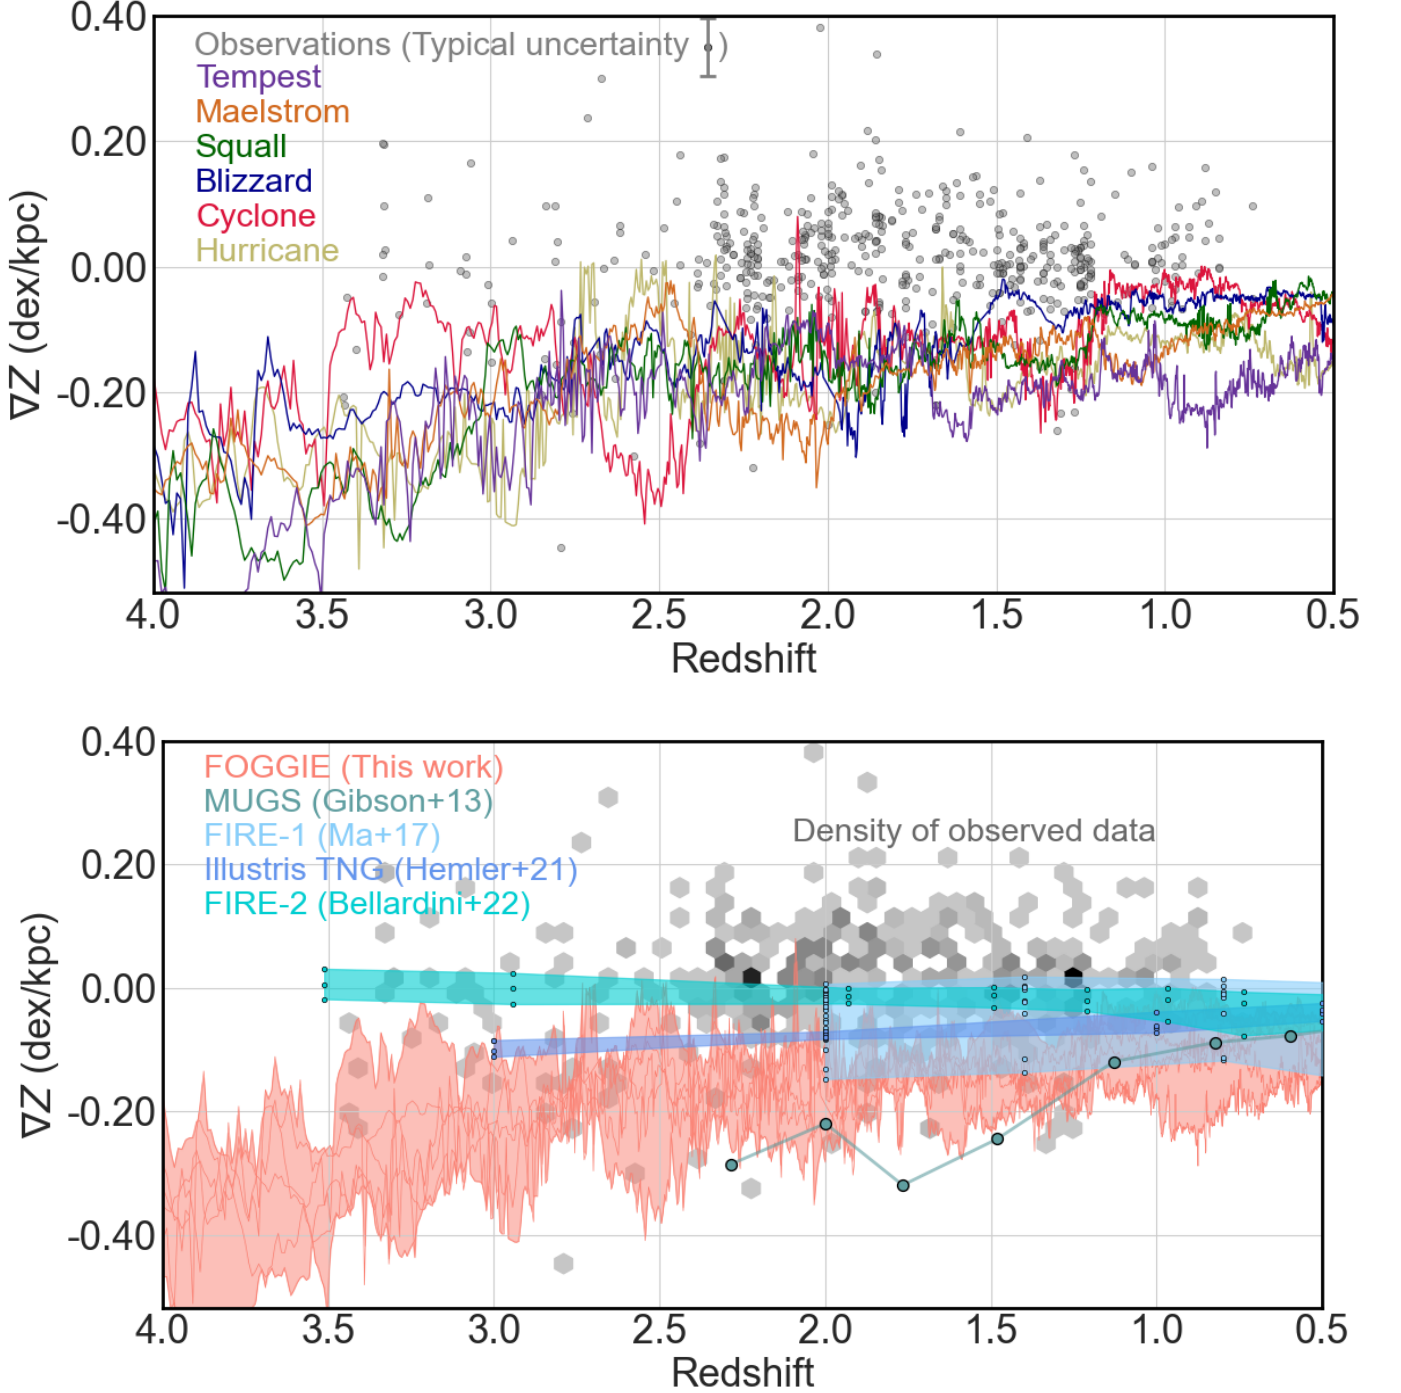 0.40
Observations (Typical uncertainty )
Tempest
Maelstrom
0.20
Squall
Blizzard
Cyclone
Hurricane
0.00
∇Z (dex/kpc)
-0.20
-0.40
4.0 3.5 3.0 2.5 2.0 1.5 1.0 0.5
Redshift
0.40
FOGGIE (This work)
MUGS (Gibson+13)
FIRE-1 (Ma+17)
Density of observed data
0.20
Illustris TNG (Hemler+21)
FIRE-2 (Bellardini+22)
0.00
∇Z (dex/kpc)
-0.20
-0.40
4.0 3.5 3.0 2.5 2.0 1.5 1.0 0.5
Redshift